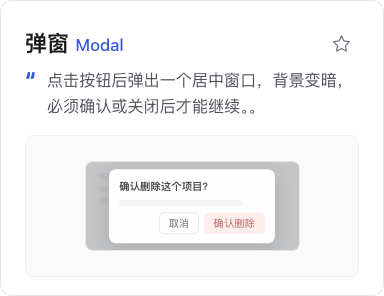 弹窗 Modal
“ 点击按钮后弹出一个居中窗口，背景变暗，
必须确认或关闭后才能继续。。
确认删除这个项目？
取消 确认删除